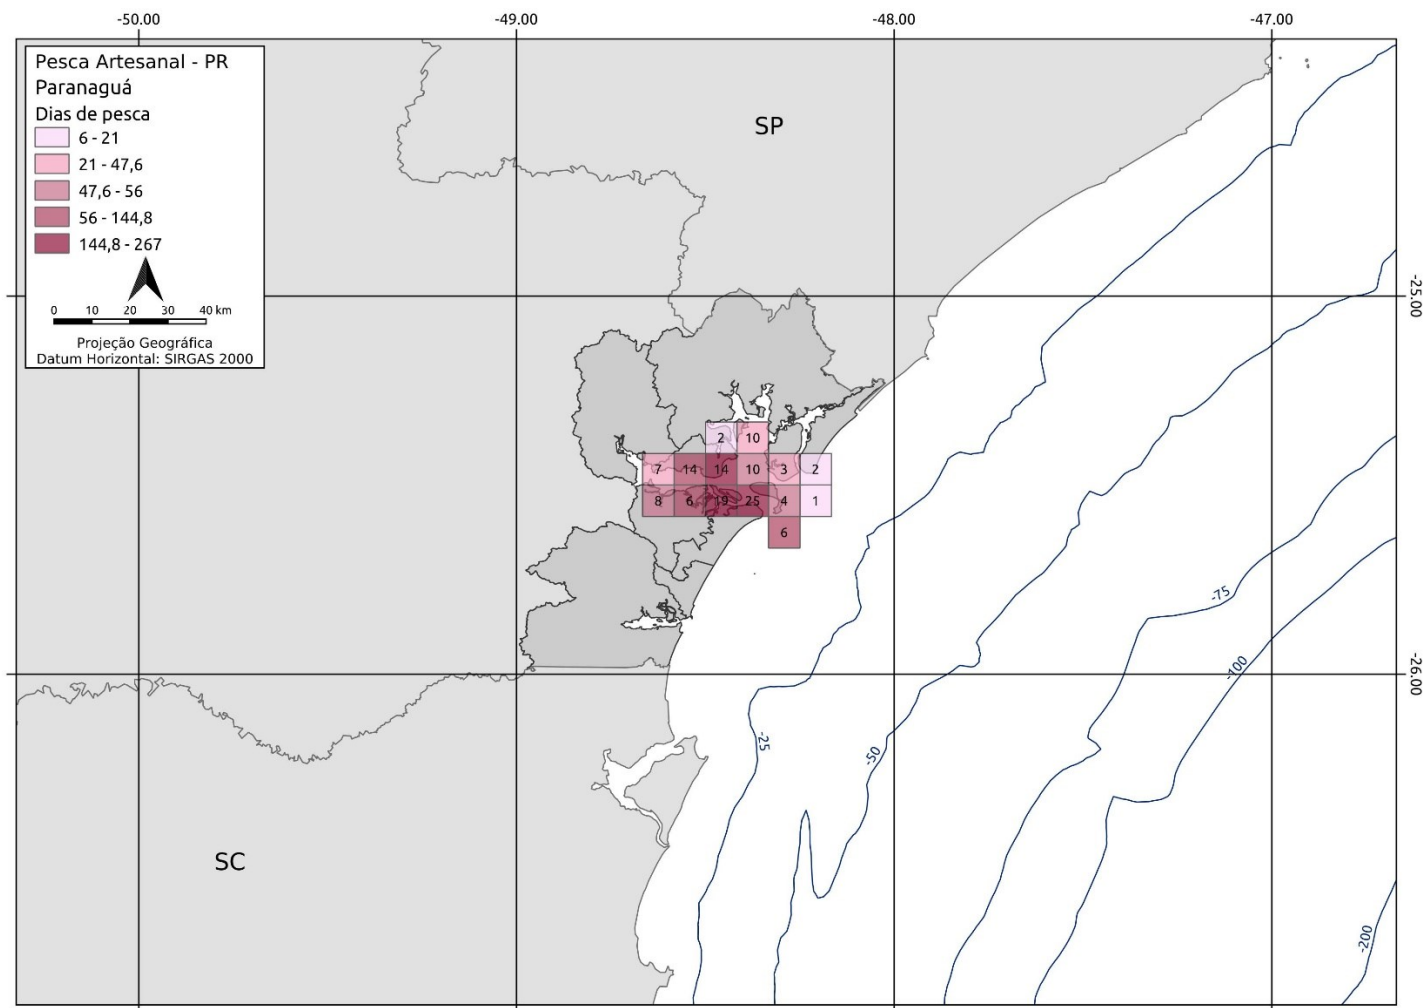 -50.00 -49.00 -48.00 -47.00
Pesca Artesanal - PR
Paranaguá
Dias de pesca
6 - 21
21 - 47,6
47,6 - 56
56 - 144,8
144,8 - 267
0 10 20 30 40 km
Projeção Geográfica
Datum Horizontal: SIRGAS 2000
SP
-25.00
2 10
7 14 14 10 3 2
8 6 19 25 4 1
6
-75
-100
-26.00
-25
-50
SC
-200